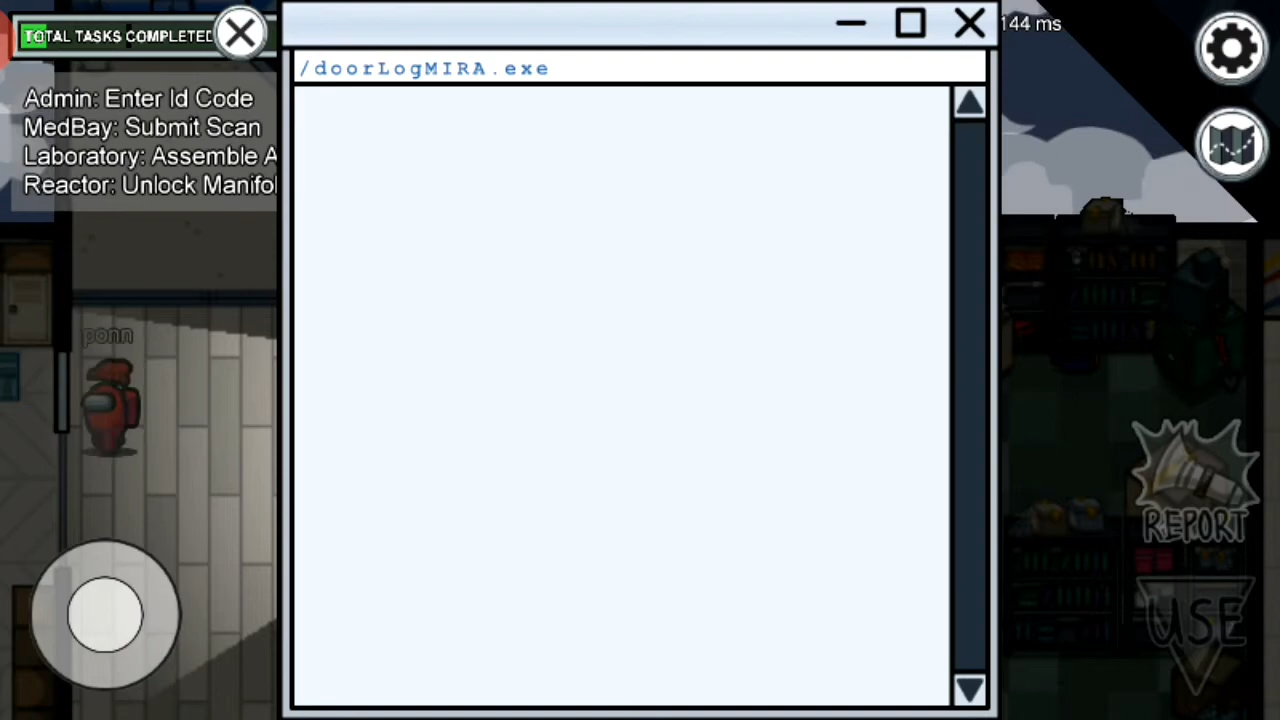 TOTAL TASKS COMPLETED
144 ms
/doorLogMIRA.exe
Admin: Enter Id Code
MedBay: Submit Scan
Laboratory: Assemble A
Reactor: Unlock Manifol
ponn
REPORT
USE